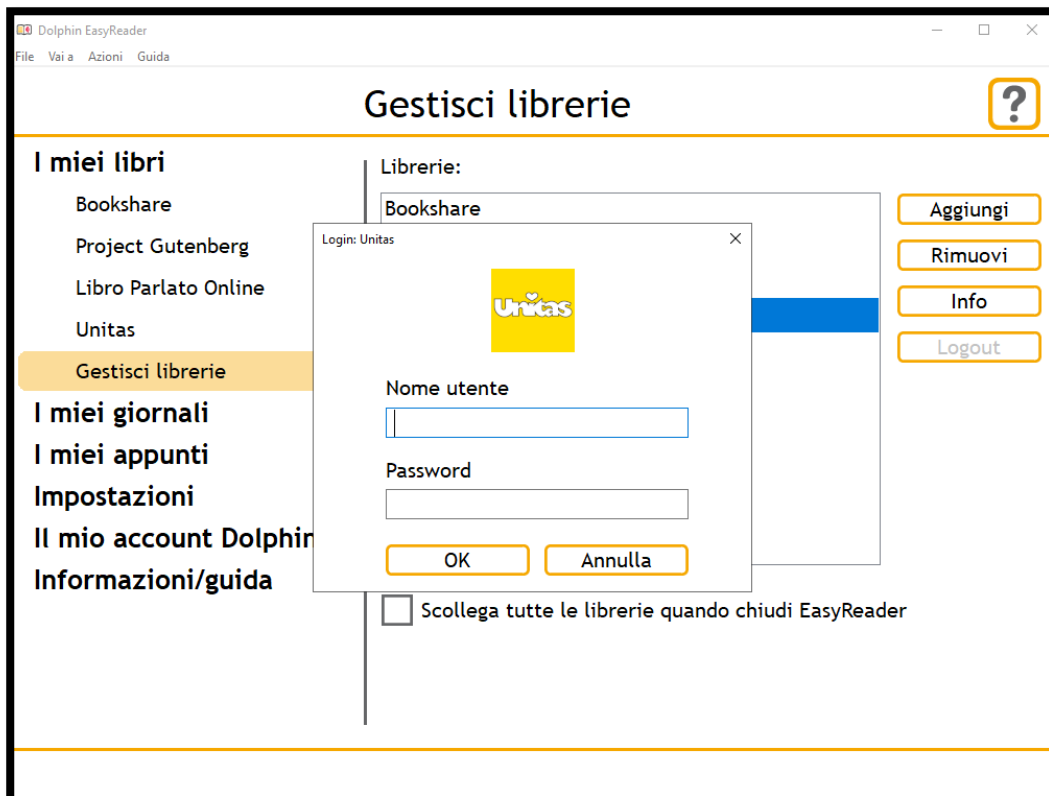 Dolphin EasyReader
File Vai a Azioni Guida
Gestisci librerie
?
I miei libri
Bookshare
Project Gutenberg
Libro Parlato Online
Unitas
Gestisci librerie
I miei giornali
I miei appunti
Impostazioni
Il mio account Dolphin
Informazioni/guida
Librerie:
Bookshare
Login: Unitas
Unitas
Nome utente
Password
OK Annulla
Scollega tutte le librerie quando chiudi EasyReader
Aggiungi
Rimuovi
Info
Logout